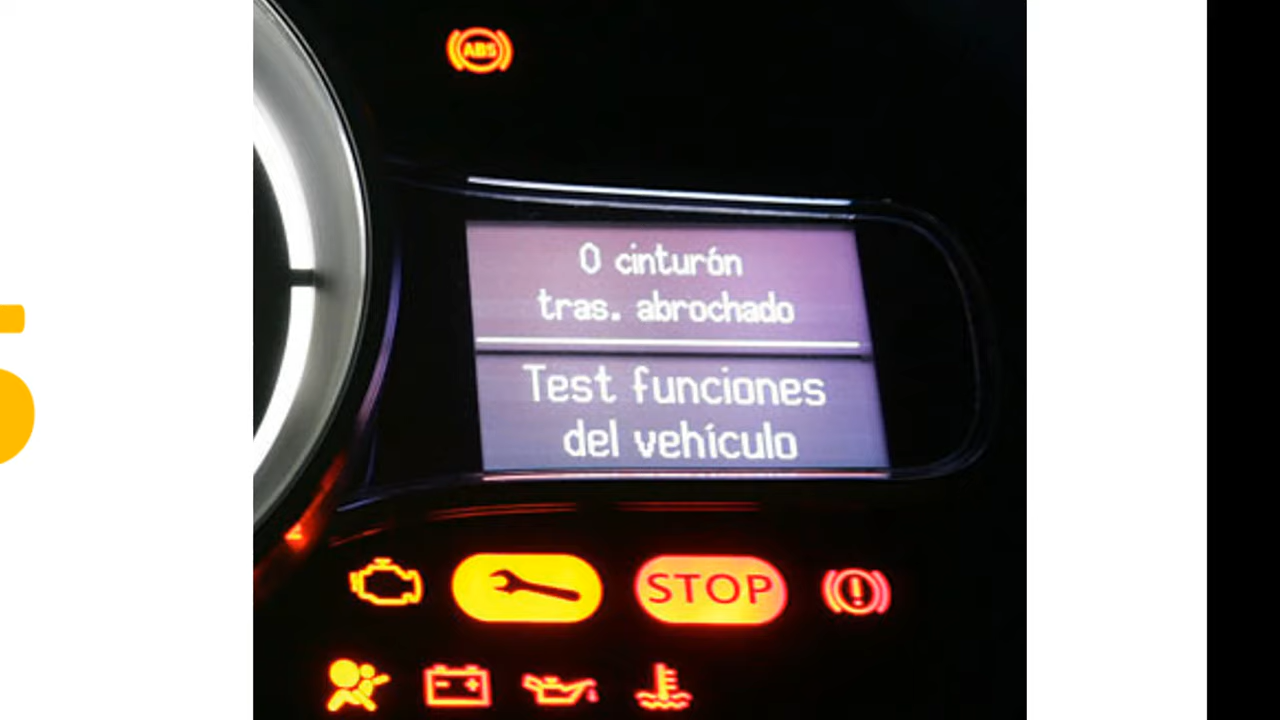 ABS
0 cinturón
tras. abrochado
Test funciones
del vehículo
STOP